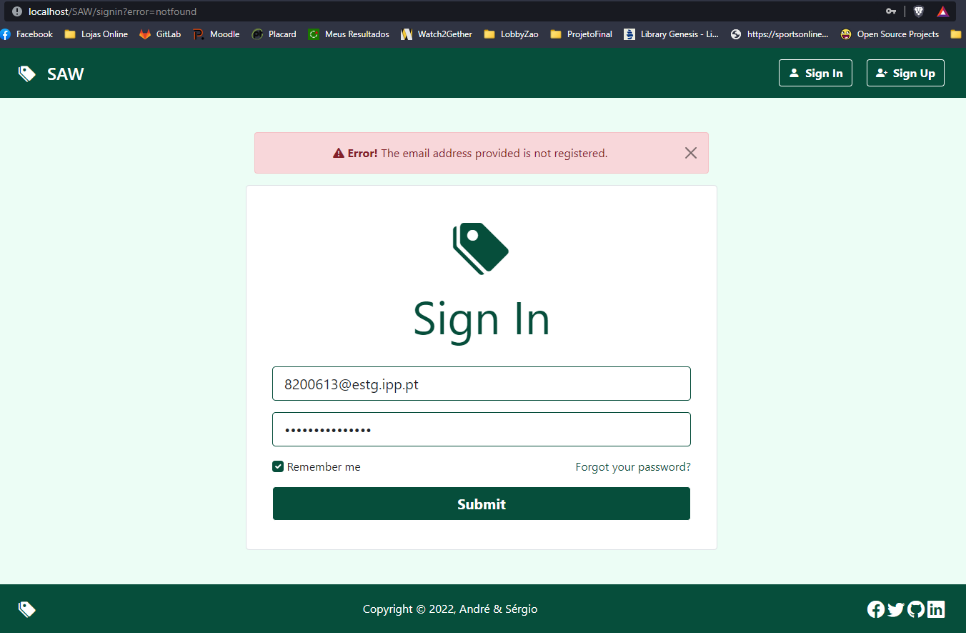 localhost/SAW/signin?error=notfound
Facebook Lojas Online GitLab Moodle Placard Meus Resultados Watch2Gether LobbyZao ProjetoFinal Library Genesis - Li... https://sportsonline... Open Source Projects
SAW Sign In Sign Up
Error! The email address provided is not registered.
Sign In
8200613@estg.ipp.pt
•••••••••••••••
Remember me Forgot your password?
Submit
Copyright © 2022, André & Sérgio